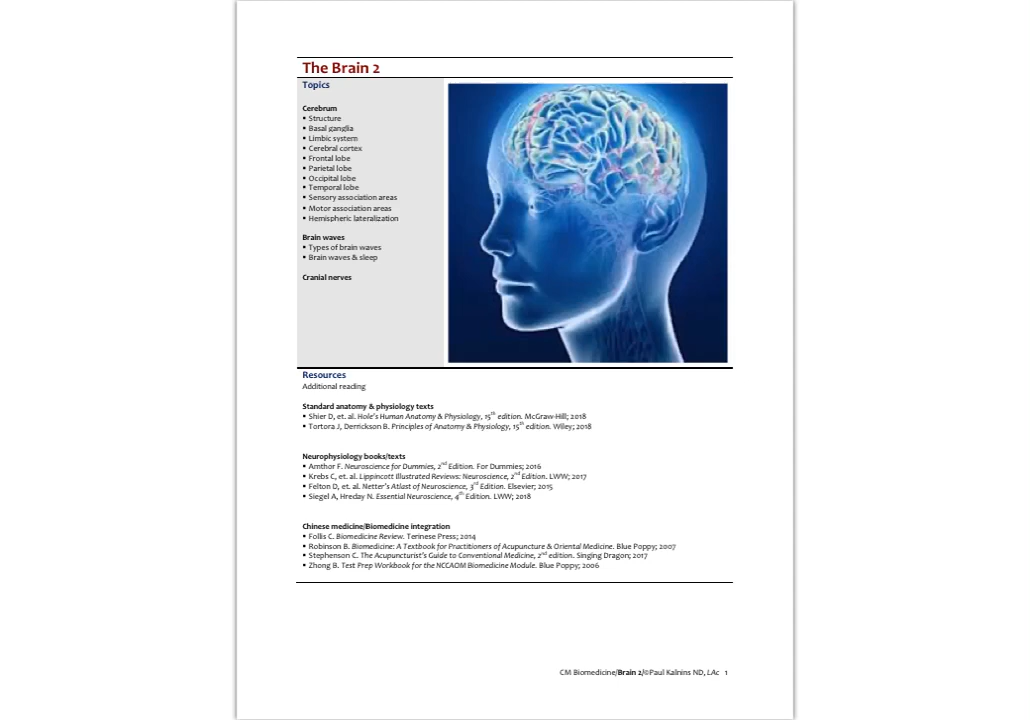 The Brain 2
Topics
Cerebrum
▪ Structure
▪ Basal ganglia
▪ Limbic system
▪ Cerebral cortex
▪ Frontal lobe
▪ Parietal lobe
▪ Occipital lobe
▪ Temporal lobe
▪ Sensory association areas
▪ Motor association areas
▪ Hemispheric lateralization
Brain waves
▪ Types of brain waves
▪ Brain waves & sleep
Cranial nerves
Resources
Additional reading
Standard anatomy & physiology texts
▪ Shier D, et. al. Hole's Human Anatomy & Physiology, 15th edition. McGraw-Hill; 2018
▪ Tortora J, Derrickson B. Principles of Anatomy & Physiology, 15th edition. Wiley; 2018
Neurophysiology books/texts
▪ Amthor F. Neuroscience for Dummies, 2nd Edition. For Dummies; 2016
▪ Krebs C, et. al. Lippincott Illustrated Reviews: Neuroscience, 2nd Edition. LWW; 2017
▪ Felton D, et. al. Netter's Atlast of Neuroscience, 3rd Edition. Elsevier; 2015
▪ Siegel A, Hreday N. Essential Neuroscience, 4th Edition. LWW; 2018
Chinese medicine/Biomedicine integration
▪ Follis C. Biomedicine Review. Terinese Press; 2014
▪ Robinson B. Biomedicine: A Textbook for Practitioners of Acupuncture & Oriental Medicine. Blue Poppy; 2007
▪ Stephenson C. The Acupuncturist's Guide to Conventional Medicine, 2nd edition. Singing Dragon; 2017
▪ Zhong B. Test Prep Workbook for the NCCAOM Biomedicine Module. Blue Poppy; 2006
CM Biomedicine/Brain 2/©Paul Kalnins ND, LAc 1